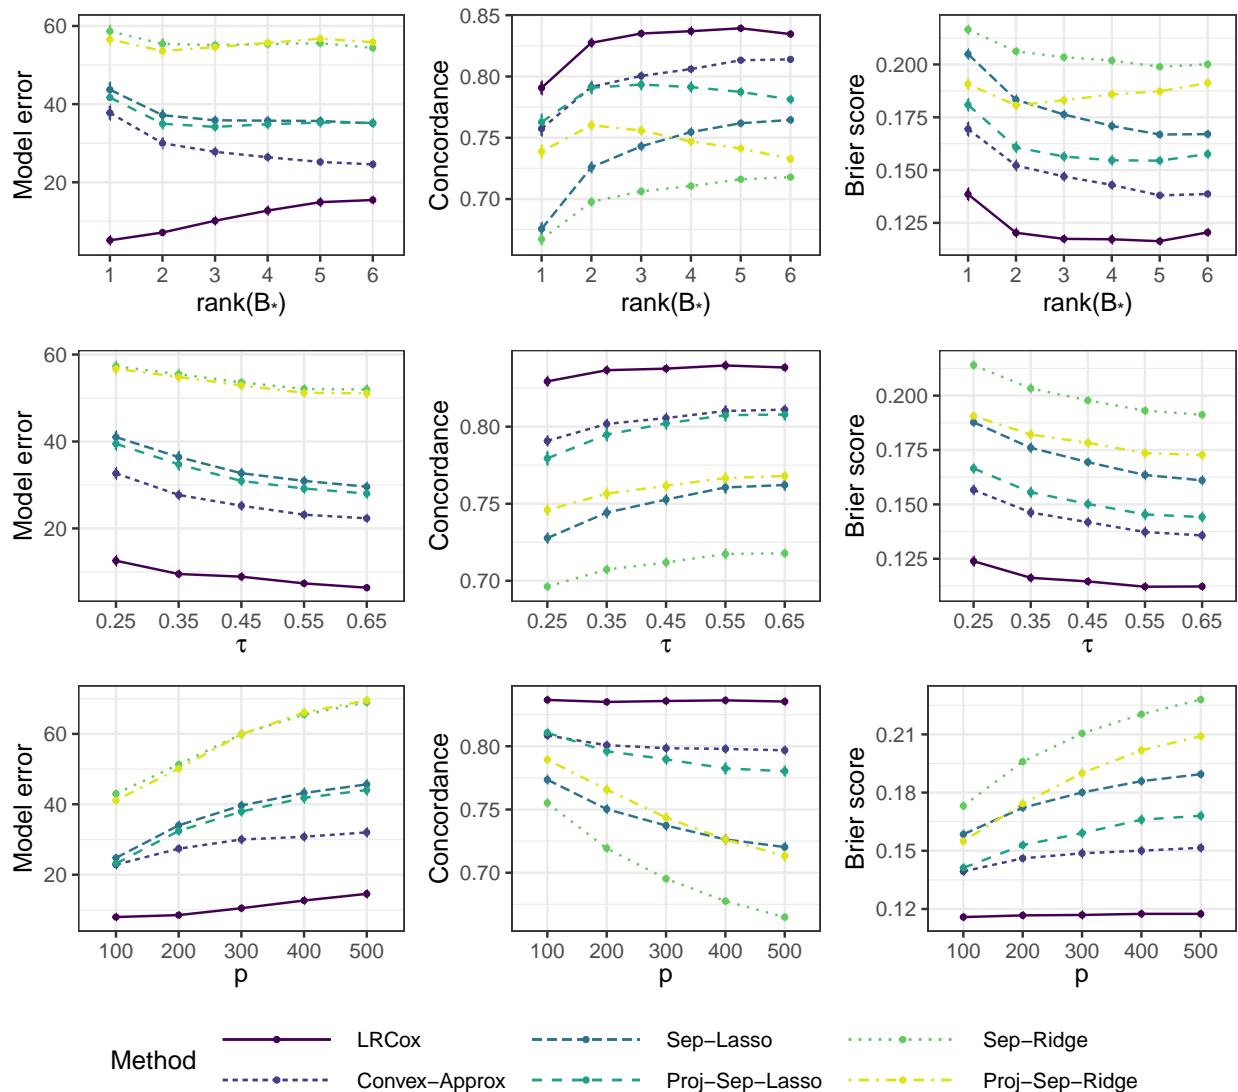 Model error
60
40
20
1 2 3 4 5 6
rank(B*)
Concordance
0.85
0.80
0.75
0.70
1 2 3 4 5 6
rank(B*)
Brier score
0.200
0.175
0.150
0.125
1 2 3 4 5 6
rank(B*)
Model error
60
40
20
0.25 0.35 0.45 0.55 0.65
τ
Concordance
0.80
0.75
0.70
0.25 0.35 0.45 0.55 0.65
τ
Brier score
0.200
0.175
0.150
0.125
0.25 0.35 0.45 0.55 0.65
τ
Model error
60
40
20
100 200 300 400 500
p
Concordance
0.80
0.75
0.70
100 200 300 400 500
p
Brier score
0.21
0.18
0.15
0.12
100 200 300 400 500
p
Method
LRCox
Convex−Approx
Sep−Lasso
Proj−Sep−Lasso
Sep−Ridge
Proj−Sep−Ridge